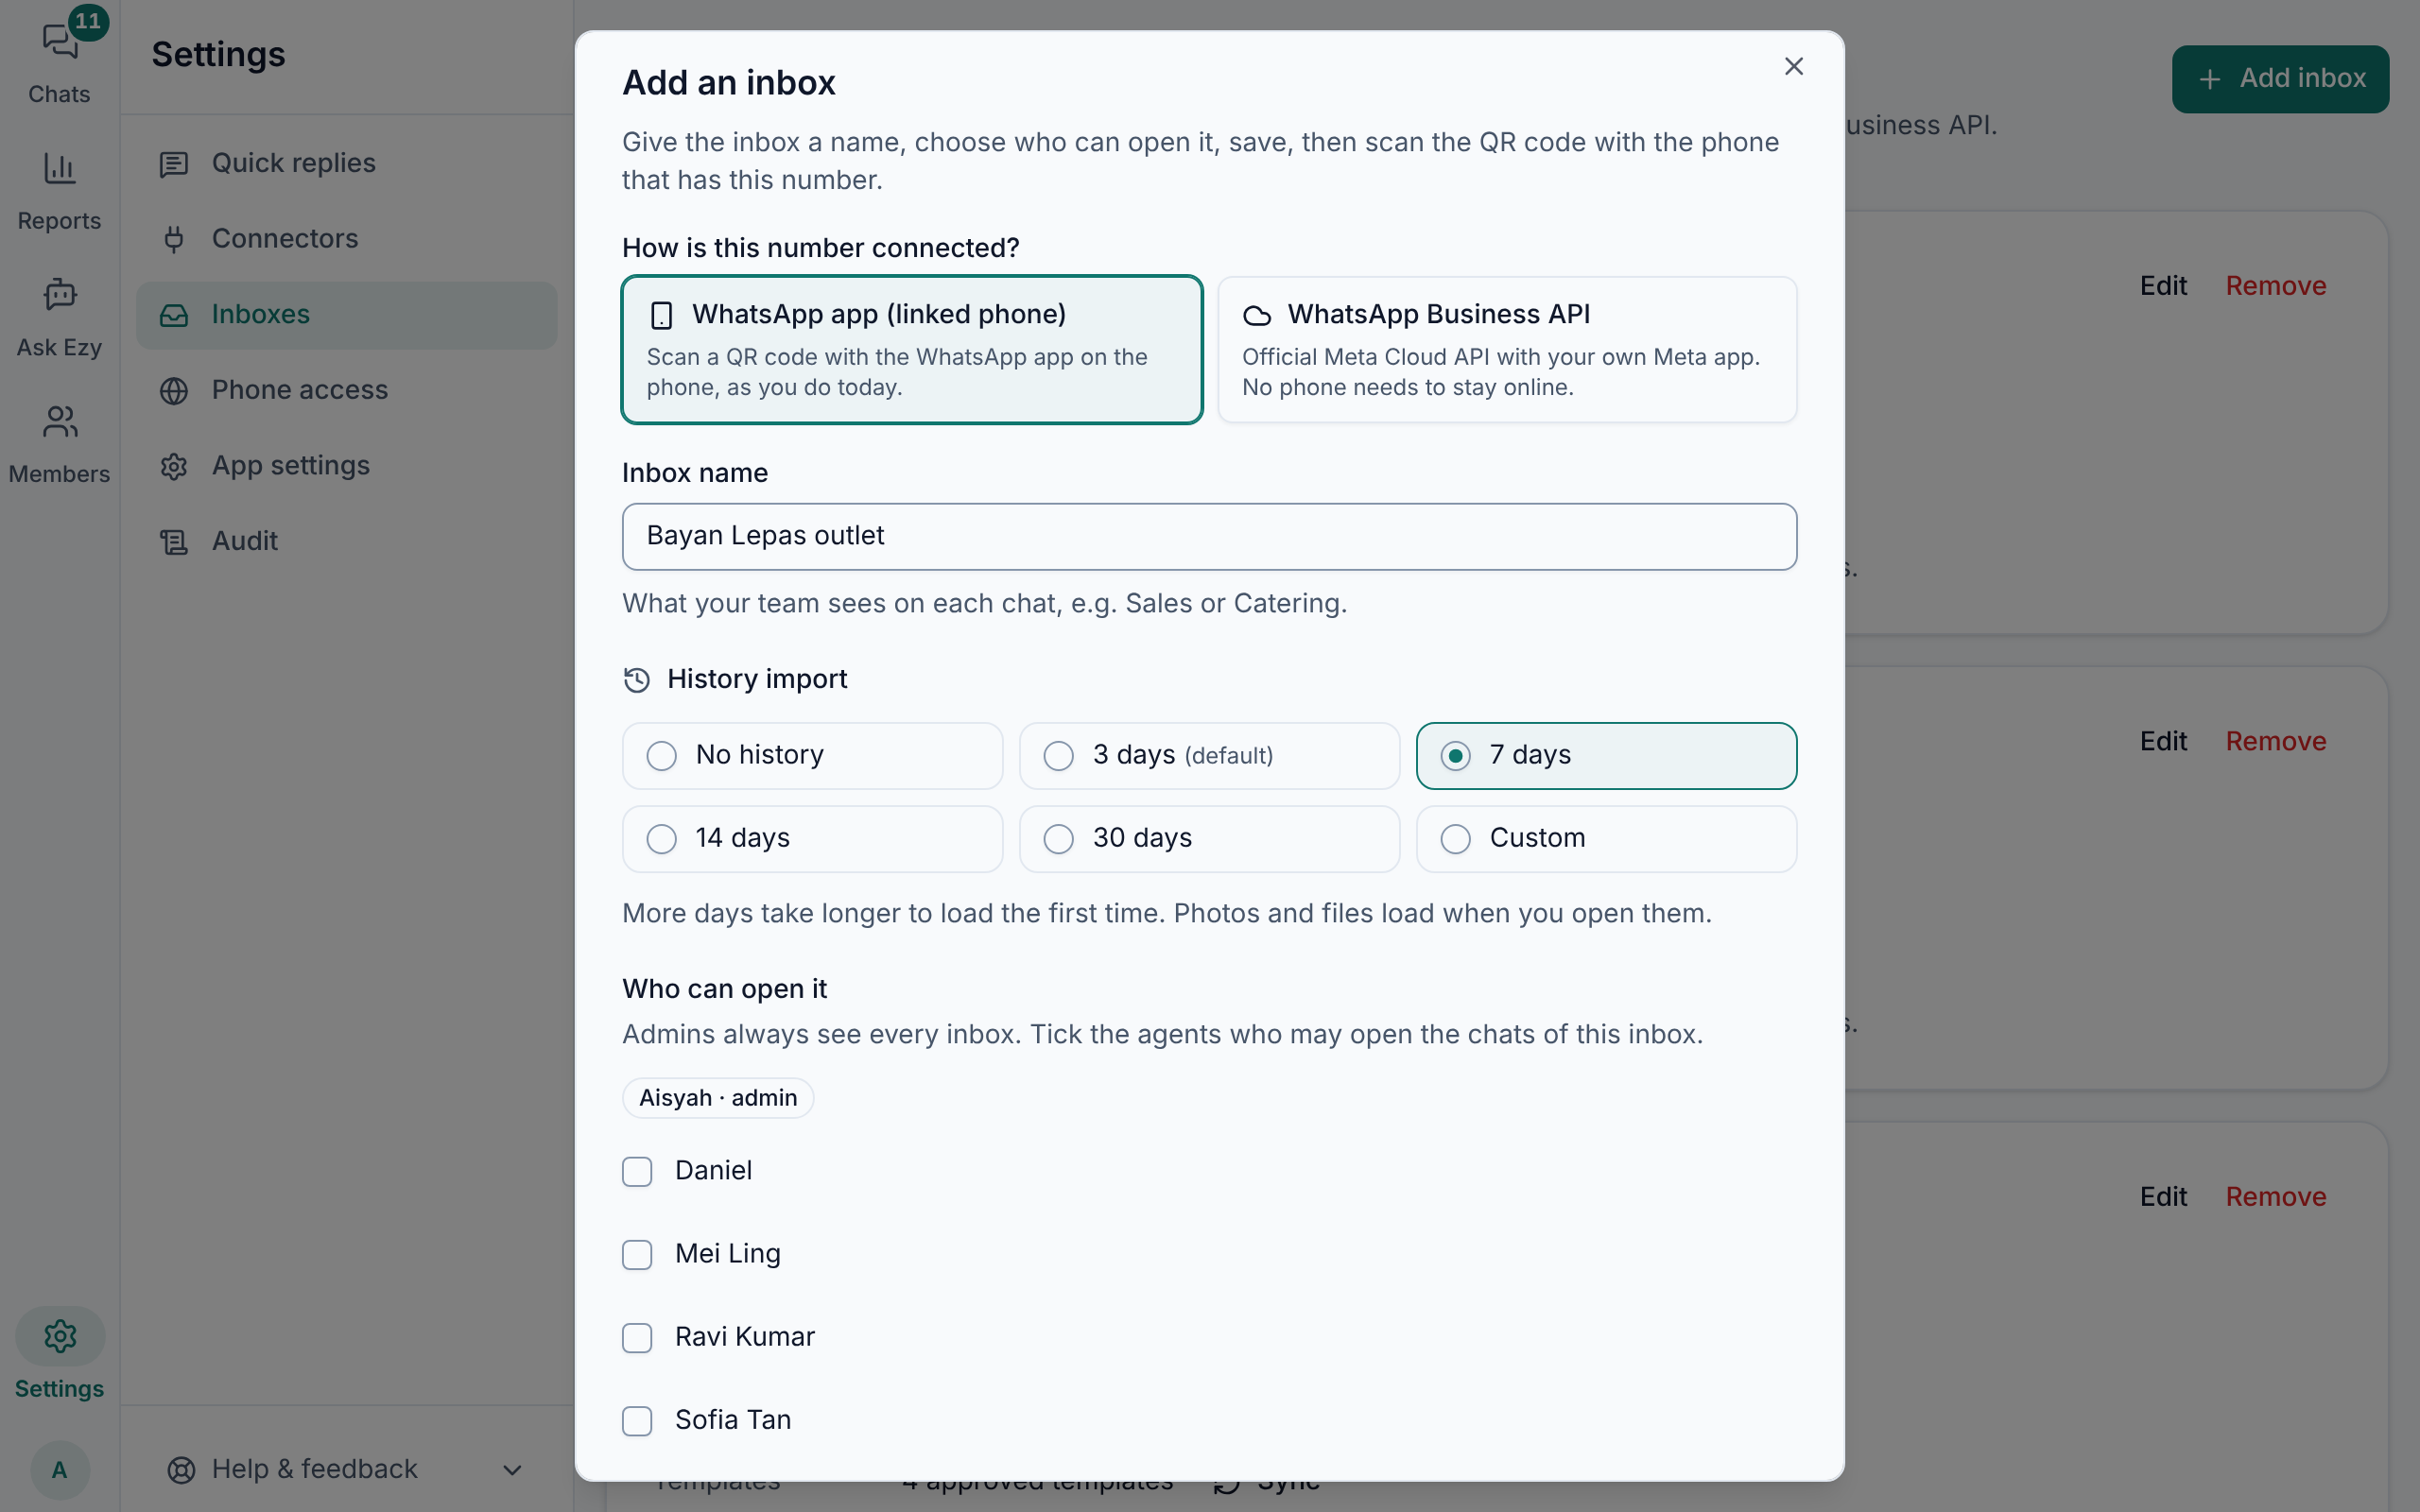 11
Chats
Reports
Ask Ezy
Members
Settings
A
Settings
Quick replies
Connectors
Inboxes
Phone access
App settings
Audit
Help & feedback
Add an inbox
Give the inbox a name, choose who can open it, save, then scan the QR code with the phone
that has this number.
How is this number connected?
WhatsApp app (linked phone)
Scan a QR code with the WhatsApp app on the
phone, as you do today.
WhatsApp Business API
Official Meta Cloud API with your own Meta app.
No phone needs to stay online.
Inbox name
Bayan Lepas outlet
What your team sees on each chat, e.g. Sales or Catering.
History import
No history
3 days (default)
7 days
14 days
30 days
Custom
More days take longer to load the first time. Photos and files load when you open them.
Who can open it
Admins always see every inbox. Tick the agents who may open the chats of this inbox.
Aisyah · admin
Daniel
Mei Ling
Ravi Kumar
Sofia Tan
Add inbox
usiness API.
Edit Remove
s.
Edit Remove
s.
Edit Remove
Templates 4 approved templates Sync